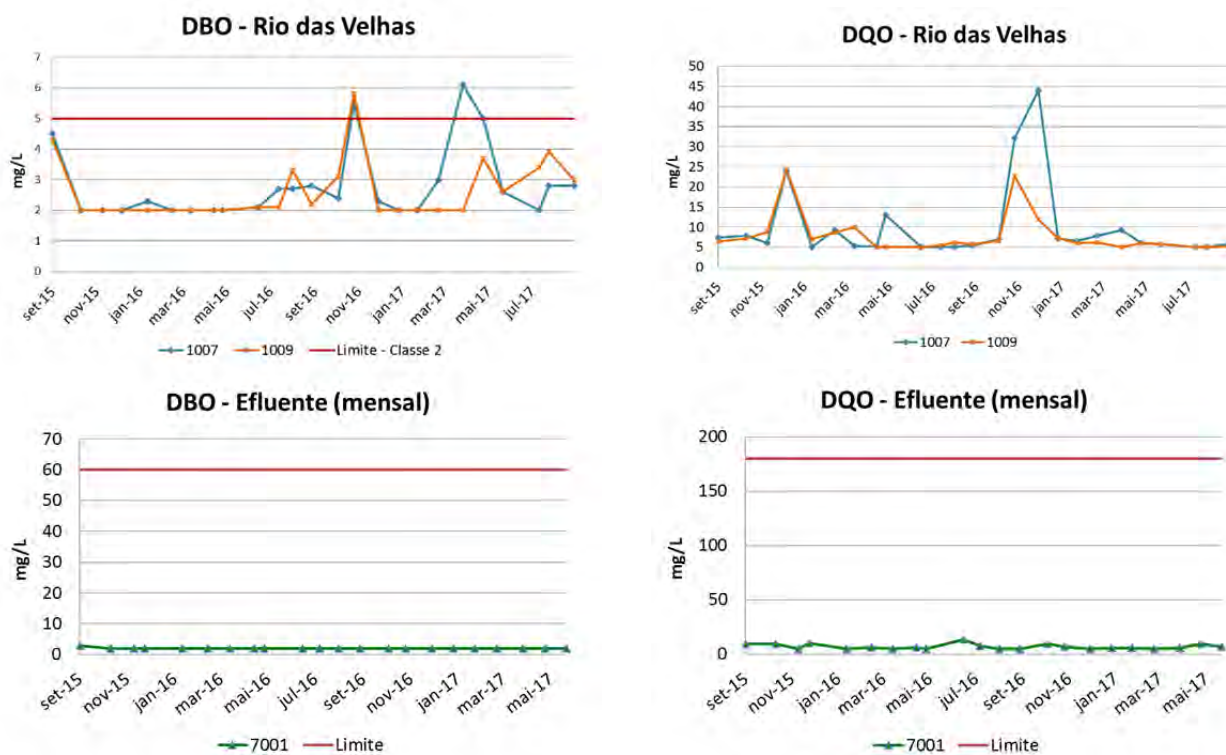 DBO - Rio das Velhas
mg/L
7
6
5
4
3
2
1
0
set-15 nov-15 jan-16 mar-16 mai-16 jul-16 set-16 nov-16 jan-17 mar-17 mai-17 jul-17
1007 1009 Limite - Classe 2
DQO - Rio das Velhas
mg/L
50
45
40
35
30
25
20
15
10
5
0
set-15 nov-15 jan-16 mar-16 mai-16 jul-16 set-16 nov-16 jan-17 mar-17 mai-17 jul-17
1007 1009
DBO - Efluente (mensal)
mg/L
70
60
50
40
30
20
10
0
set-15 nov-15 jan-16 mar-16 mai-16 jul-16 set-16 nov-16 jan-17 mar-17 mai-17
7001 Limite
DQO - Efluente (mensal)
mg/L
200
150
100
50
0
set-15 nov-15 jan-16 mar-16 mai-16 jul-16 set-16 nov-16 jan-17 mar-17 mai-17
7001 Limite